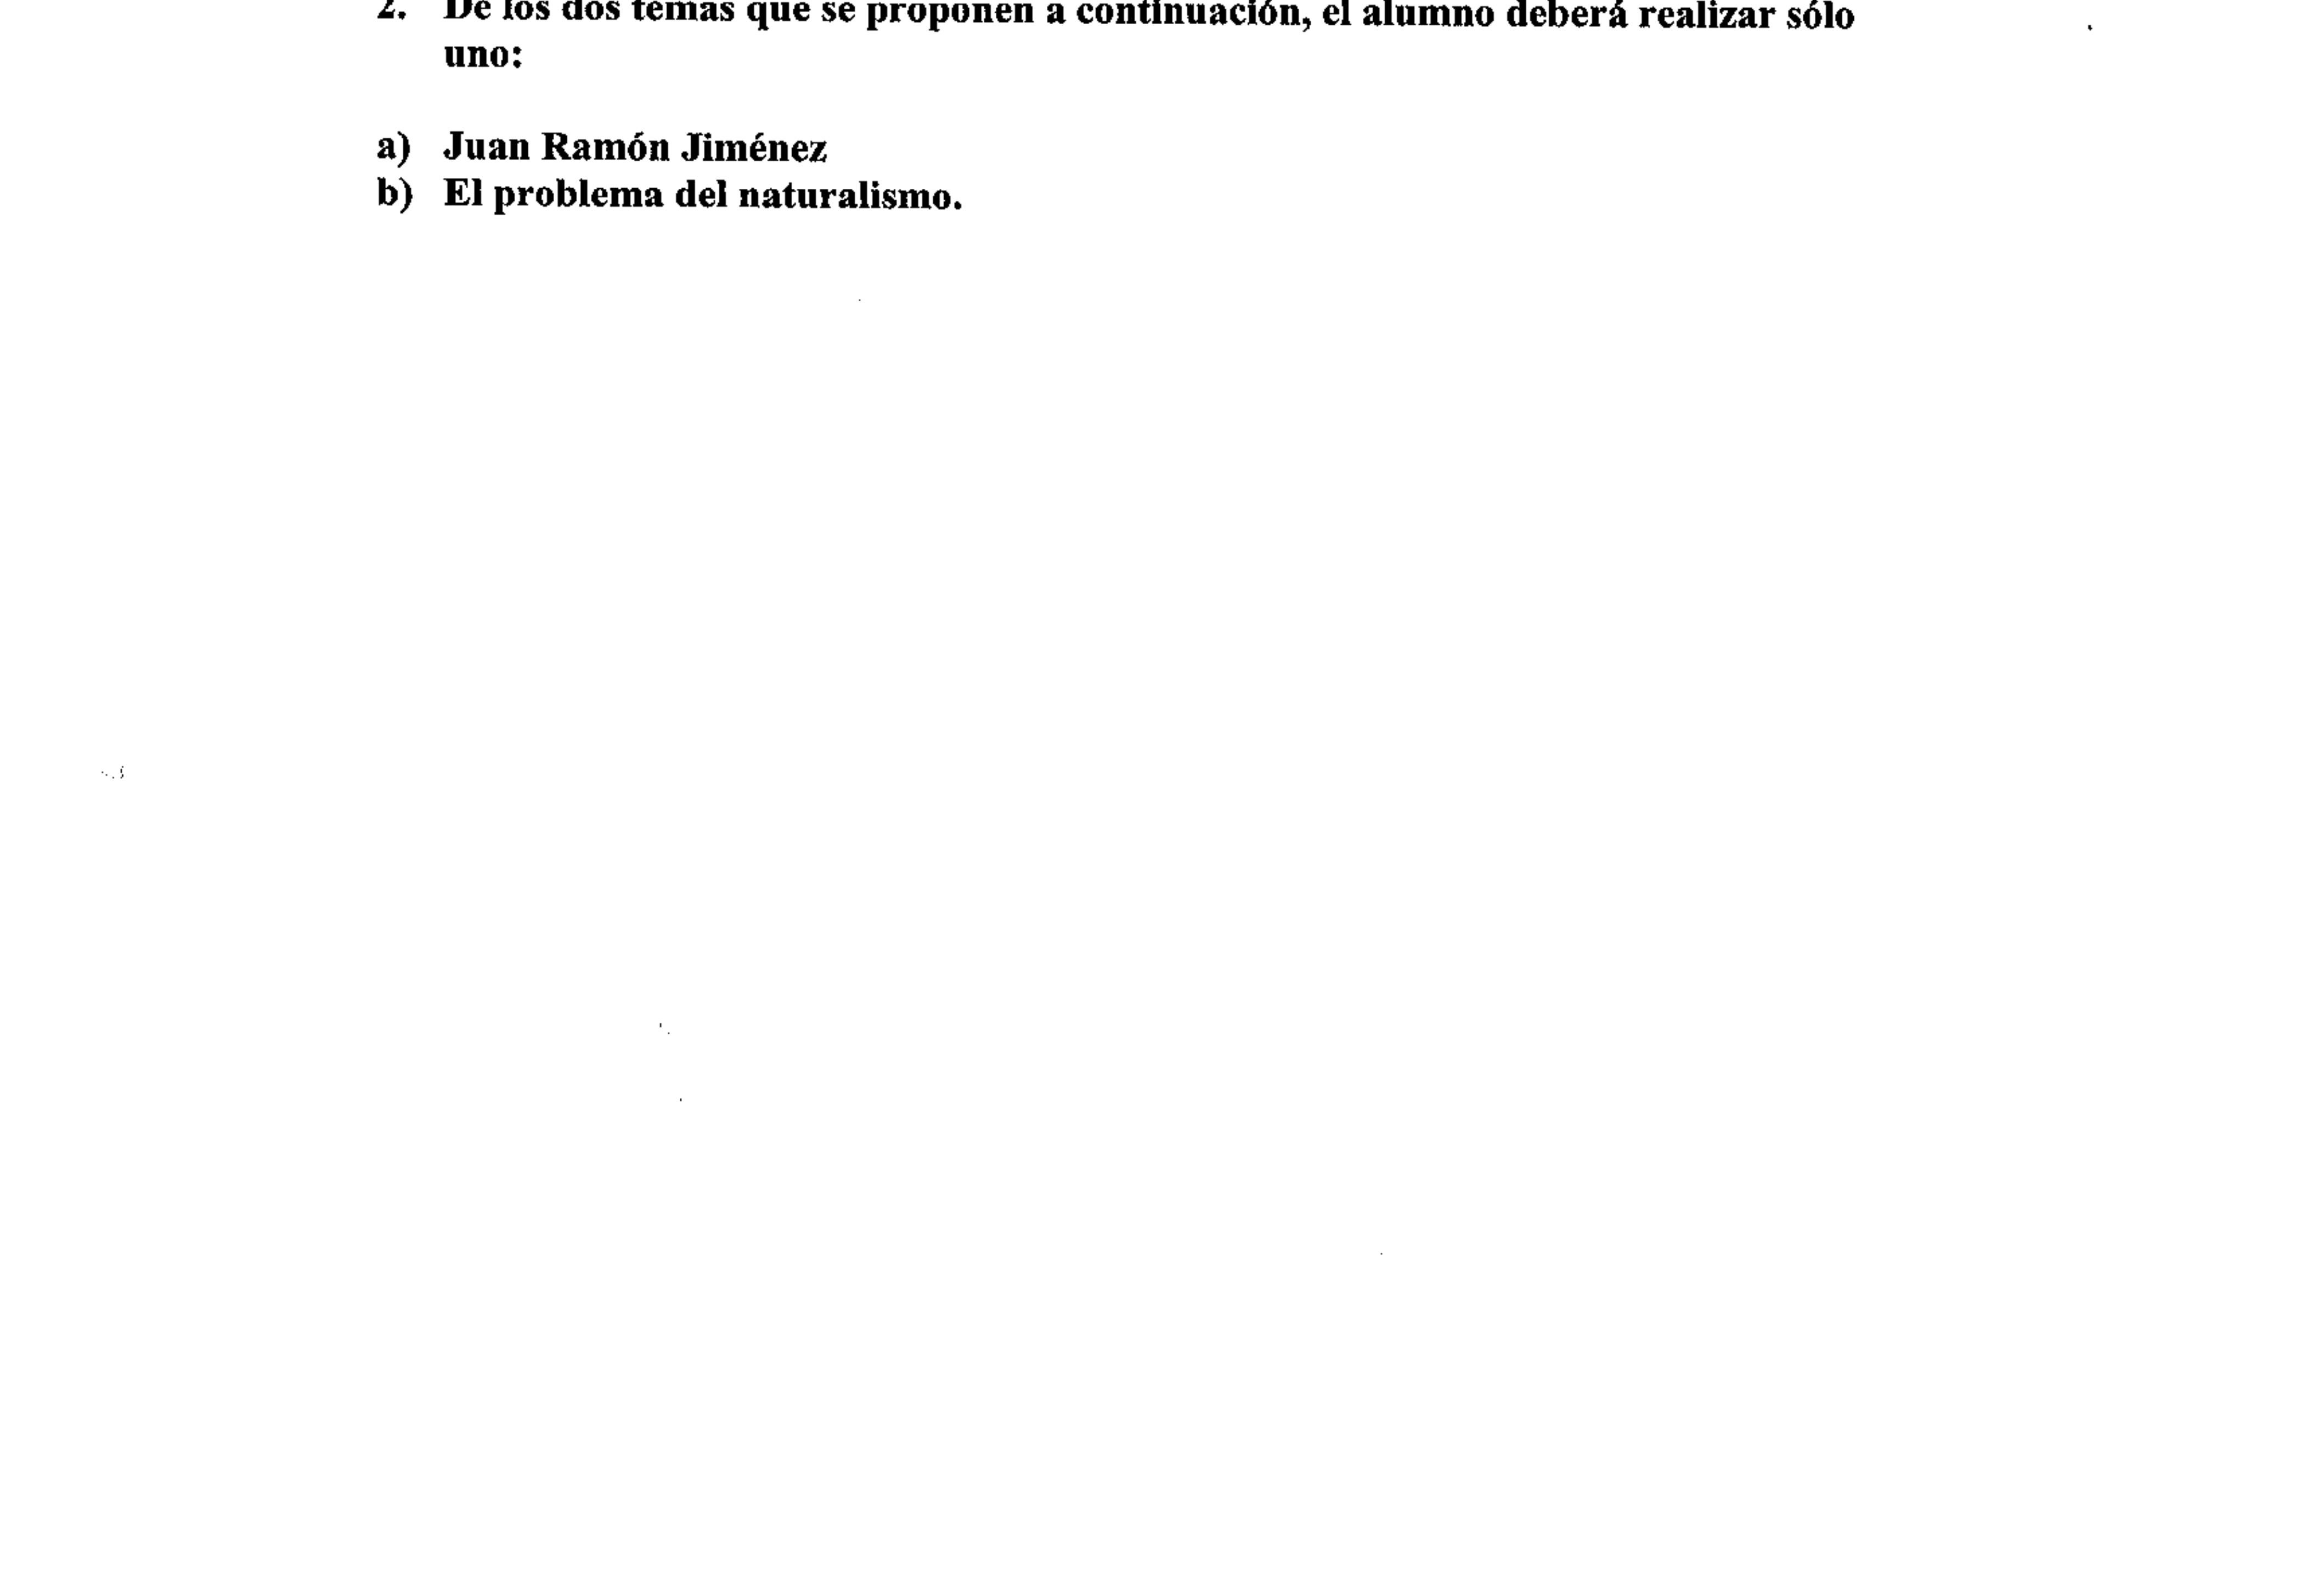 2. De los dos temas que se proponen a continuación, el alumno deberá realizar sólo
uno:
a) Juan Ramón Jiménez
b) El problema del naturalismo.